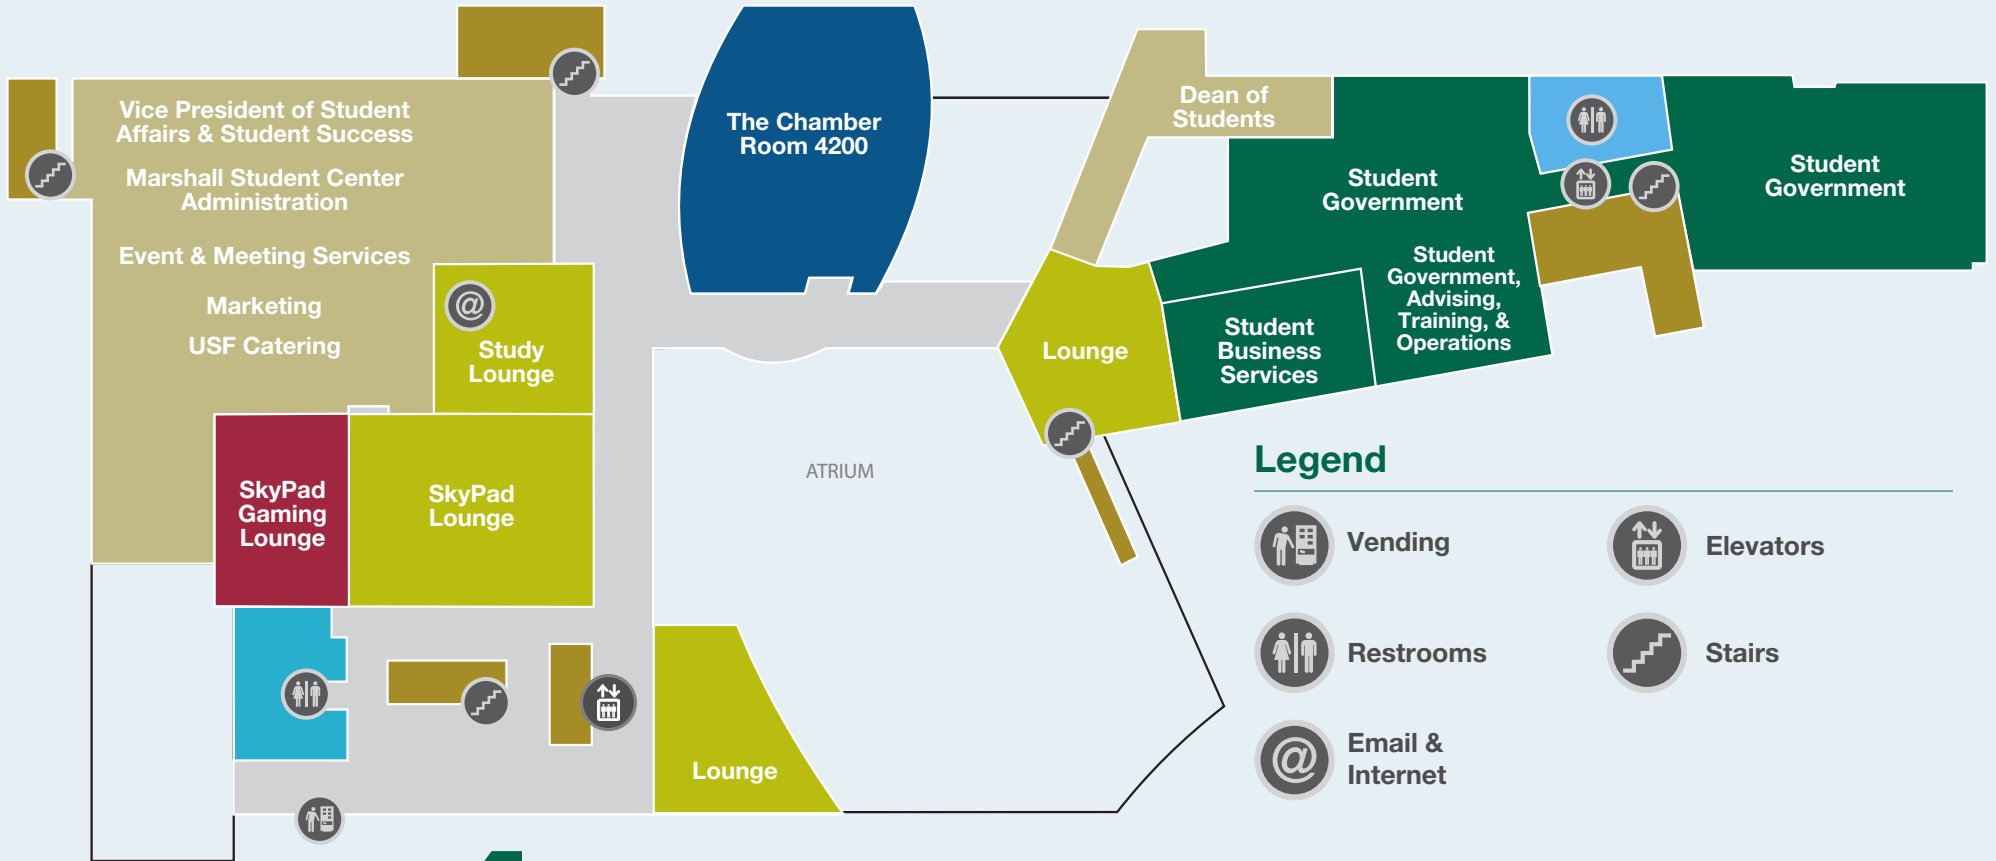 Vice President of Student
Affairs & Student Success
Marshall Student Center
Administration
Event & Meeting Services
Marketing
USF Catering
@
Study
Lounge
SkyPad
Gaming
Lounge
SkyPad
Lounge
The Chamber
Room 4200
Dean of
Students
Student
Government
Student
Government
Student
Government,
Advising,
Training, &
Operations
Student
Business
Services
Lounge
ATRIUM
Lounge
Legend
Vending
Elevators
Restrooms
Stairs
@
Email &
Internet